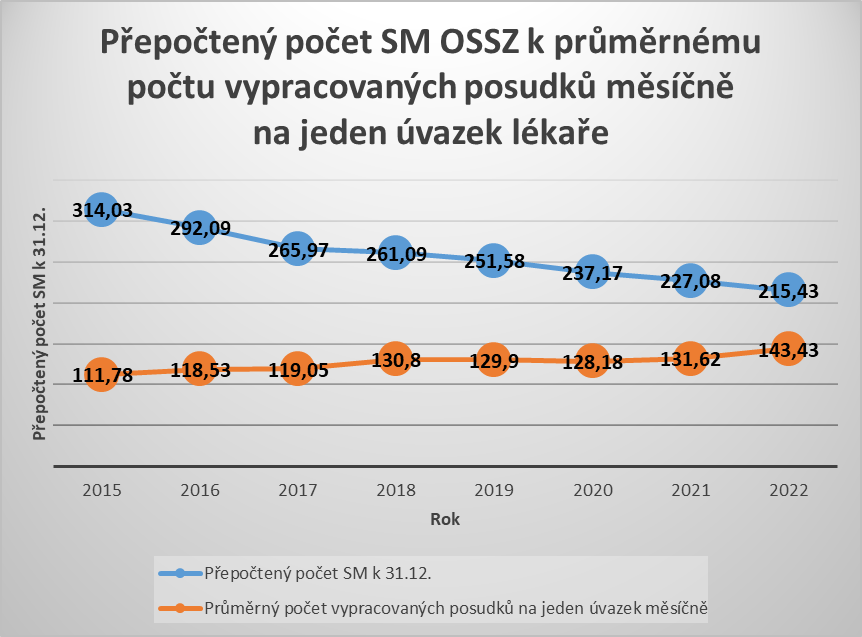 Přepočtený počet SM OSSZ k průměrnému
počtu vypracovaných posudků měsíčně
na jeden úvazek lékaře
Přepočtený počet SM k 31.12.
314,03
292,09
265,97
261,09
251,58
237,17
227,08
215,43
111,78
118,53
119,05
130,8
129,9
128,18
131,62
143,43
2015 2016 2017 2018 2019 2020 2021 2022
Rok
Přepočtený počet SM k 31.12.
Průměrný počet vypracovaných posudků na jeden úvazek měsíčně